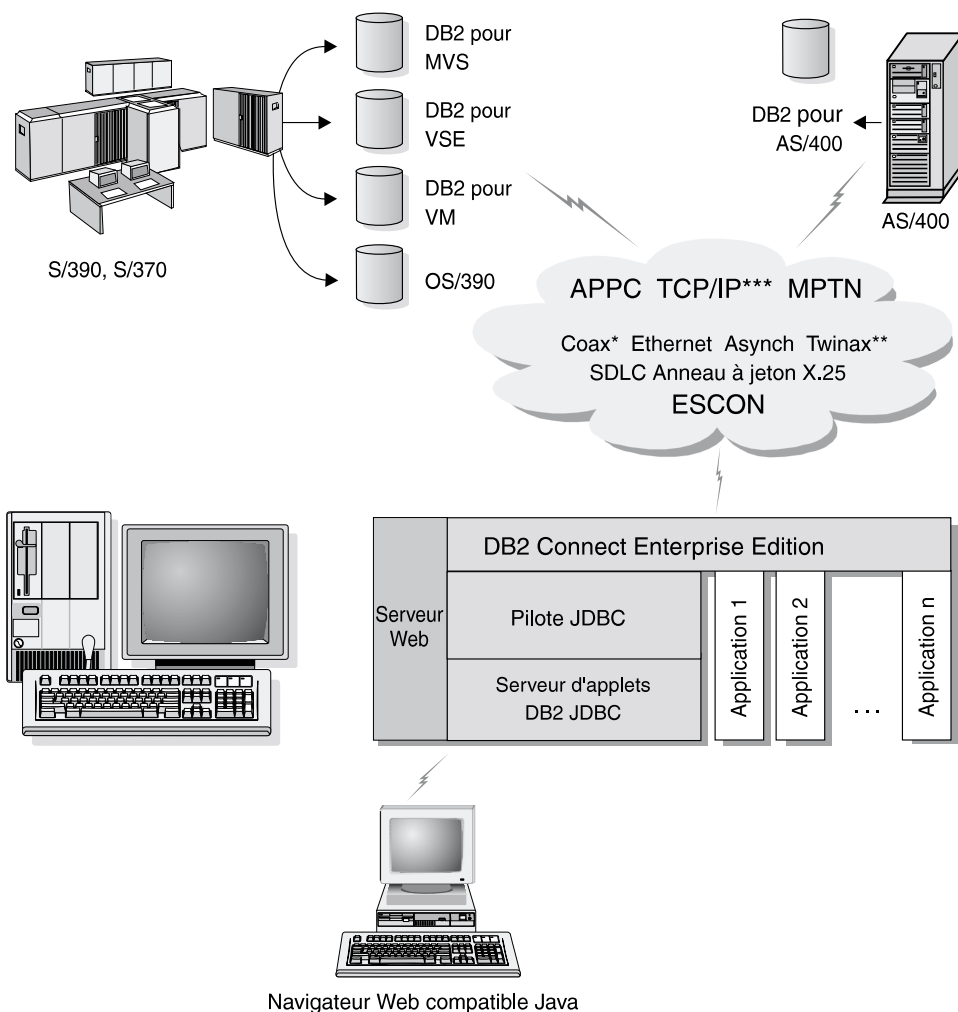 DB2 pour
MVS
DB2 pour
VSE
DB2 pour
VM
OS/390
S/390, S/370
DB2 pour
AS/400
AS/400
APPC TCP/IP*** MPTN
Coax* Ethernet Asynch Twinax**
SDLC Anneau à jeton X.25
ESCON
DB2 Connect Enterprise Edition
Serveur
Web
Pilote JDBC
Serveur d'applets
DB2 JDBC
Application 1
Application 2
...
Application n
Navigateur Web compatible Java